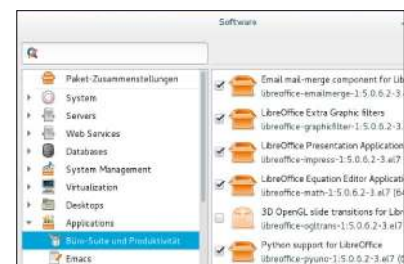 Software
Paket-Zusammenstellungen
System
Servers
Web Services
Databases
System Management
Virtualization
Desktops
Applications
Büro-Suite und Produktivität
Emacs
Email mail-merge component for Lib
libreoffice-emailmerge-1:5.0.6.2-3.
LibreOffice Extra Graphic filters
libreoffice-graphicfilter-1:5.0.6.2-3.
LibreOffice Presentation Application
libreoffice-impress-1:5.0.6.2-3.el7
LibreOffice Equation Editor Applicati
libreoffice-math-1:5.0.6.2-3.el7 (64
3D OpenGL slide transitions for Libr
libreoffice-ogltrans-1:5.0.6.2-3.el7
Python support for LibreOffice
libreoffice-pyuno-1:5.0.6.2-3.el7 (6